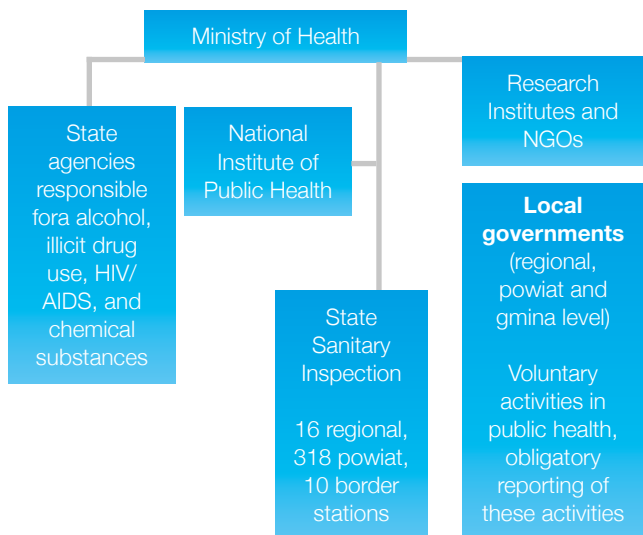 Ministry of Health
State
agencies
responsible
fora alcohol,
illicit drug
use, HIV/
AIDS, and
chemical
substances
National
Institute of
Public Health
Research
Institutes and
NGOs
State
Sanitary
Inspection
16 regional,
318 powiat,
10 border
stations
Local
governments
(regional,
powiat and
gmina level)
Voluntary
activities in
public health,
obligatory
reporting of
these activities